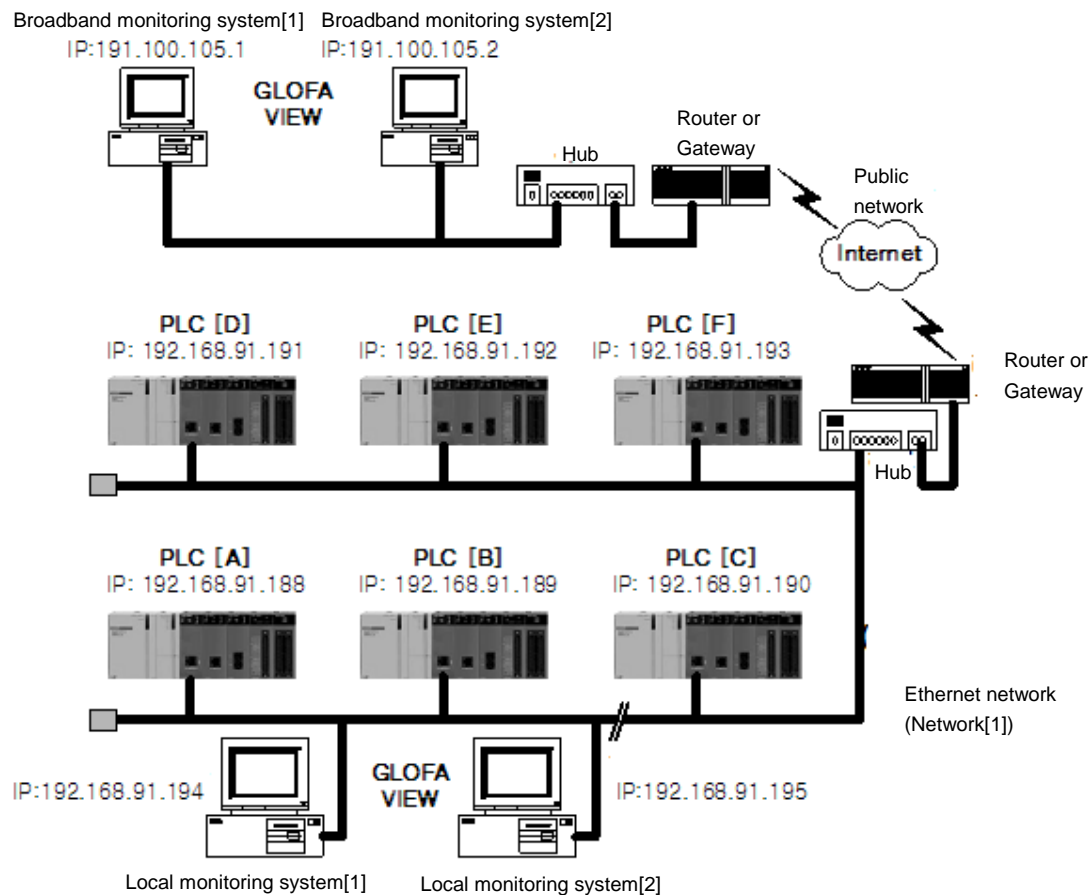 Broadband monitoring system[1]
IP:191.100.105.1
Broadband monitoring system[2]
IP:191.100.105.2
GLOFA
VIEW
Hub
Router or
Gateway
Public
network
Internet
PLC [D]
IP: 192.168.91.191
PLC [E]
IP: 192.168.91.192
PLC [F]
IP: 192.168.91.193
Router or
Gateway
Hub
PLC [A]
IP: 192.168.91.188
PLC [B]
IP: 192.168.91.189
PLC [C]
IP: 192.168.91.190
Ethernet network
(Network[1])
IP:192.168.91.194
GLOFA
VIEW
IP:192.168.91.195
Local monitoring system[1]
Local monitoring system[2]